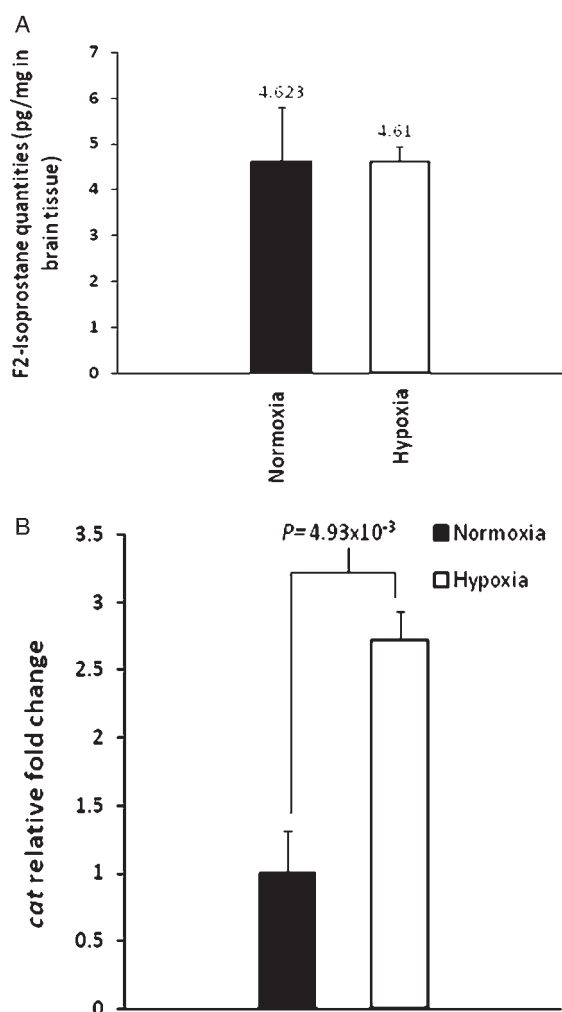 A
F2-Isoprostane quantities (pg/mg in
brain tissue)
7
6
5
4
3
2
1
0
4.623
4.61
Normoxia
Hypoxia
B
cat relative fold change
3.5
3
2.5
2
1.5
1
0.5
0
P=4.93x10⁻³
Normoxia
Hypoxia